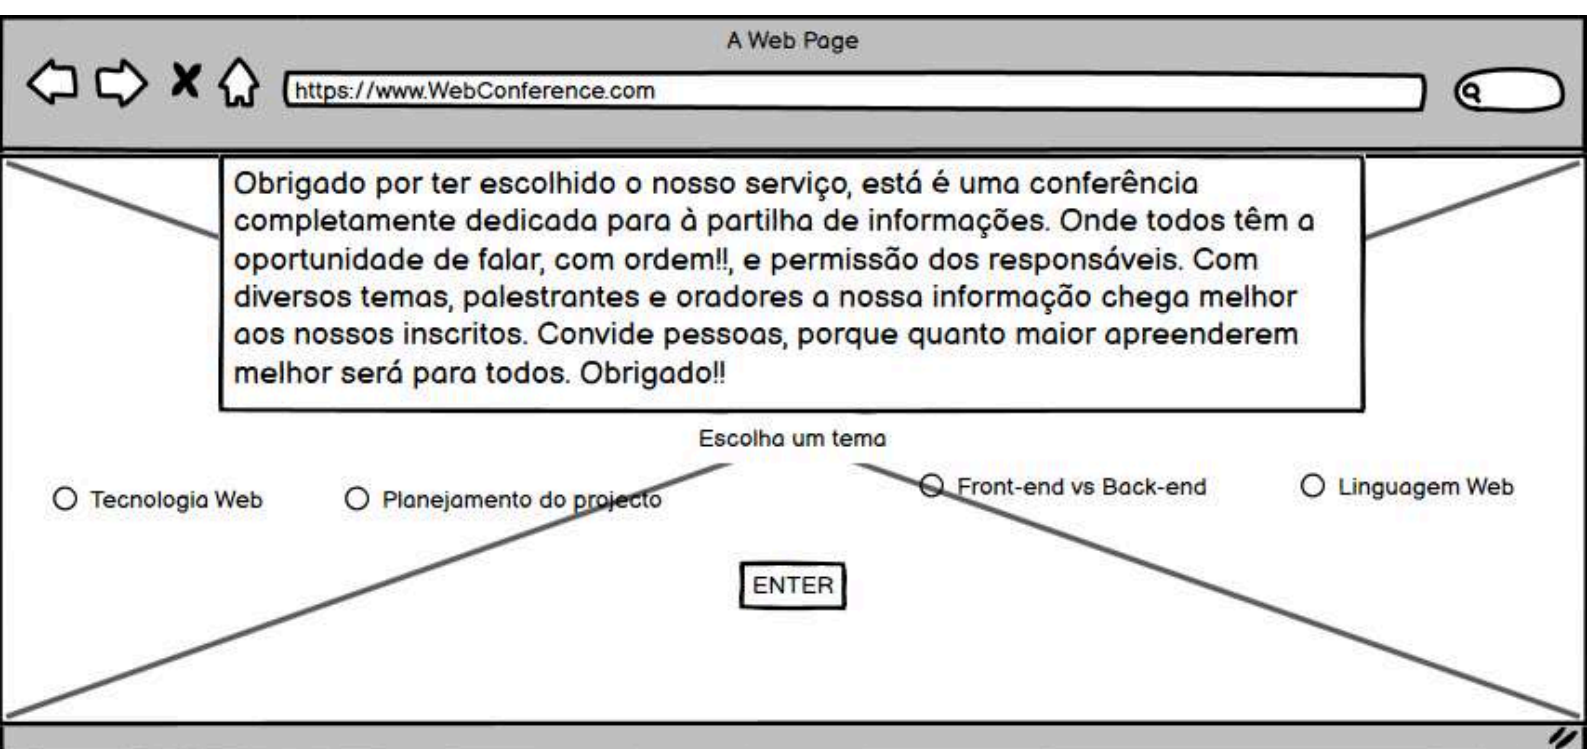 A Web Page
https://www.WebConference.com
Obrigado por ter escolhido o nosso serviço, está é uma conferência
completamente dedicada para à partilha de informações. Onde todos têm a
oportunidade de falar, com ordem!!, e permissão dos responsáveis. Com
diversos temas, palestrantes e oradores a nossa informação chega melhor
aos nossos inscritos. Convide pessoas, porque quanto maior apreenderem
melhor será para todos. Obrigado!!
Escolha um tema
Tecnologia Web Planejamento do projecto Front-end vs Back-end Linguagem Web
ENTER